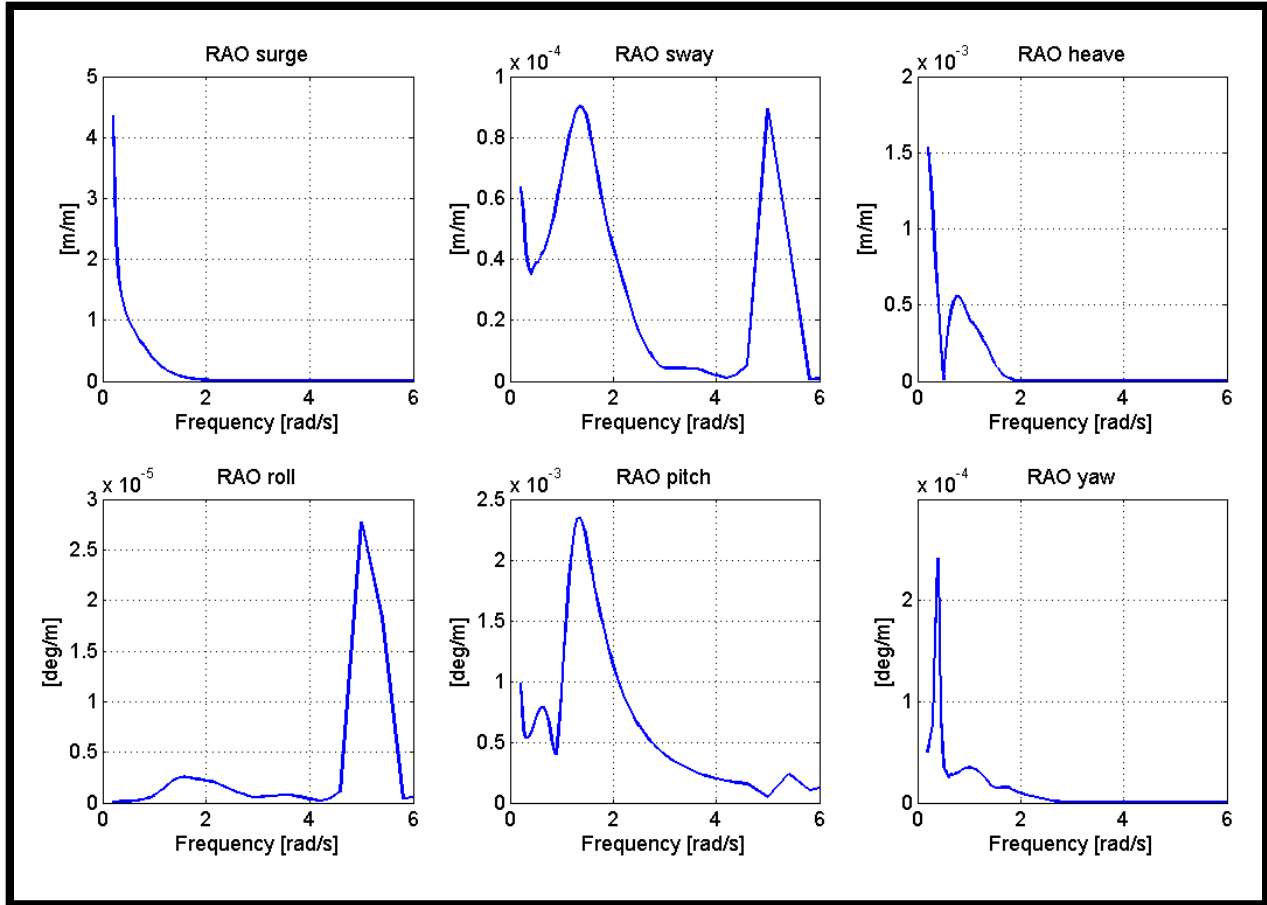 RAO surge
[m/m]
5
4
3
2
1
0
0 2 4 6
Frequency [rad/s]
RAO sway
x 10-4
[m/m]
1
0.8
0.6
0.4
0.2
0
0 2 4 6
Frequency [rad/s]
RAO heave
x 10-3
[m/m]
2
1.5
1
0.5
0
0 2 4 6
Frequency [rad/s]
RAO roll
x 10-5
[deg/m]
3
2.5
2
1.5
1
0.5
0
0 2 4 6
Frequency [rad/s]
RAO pitch
x 10-3
[deg/m]
2.5
2
1.5
1
0.5
0
0 2 4 6
Frequency [rad/s]
RAO yaw
x 10-4
[deg/m]
2
1
0
0 2 4 6
Frequency [rad/s]